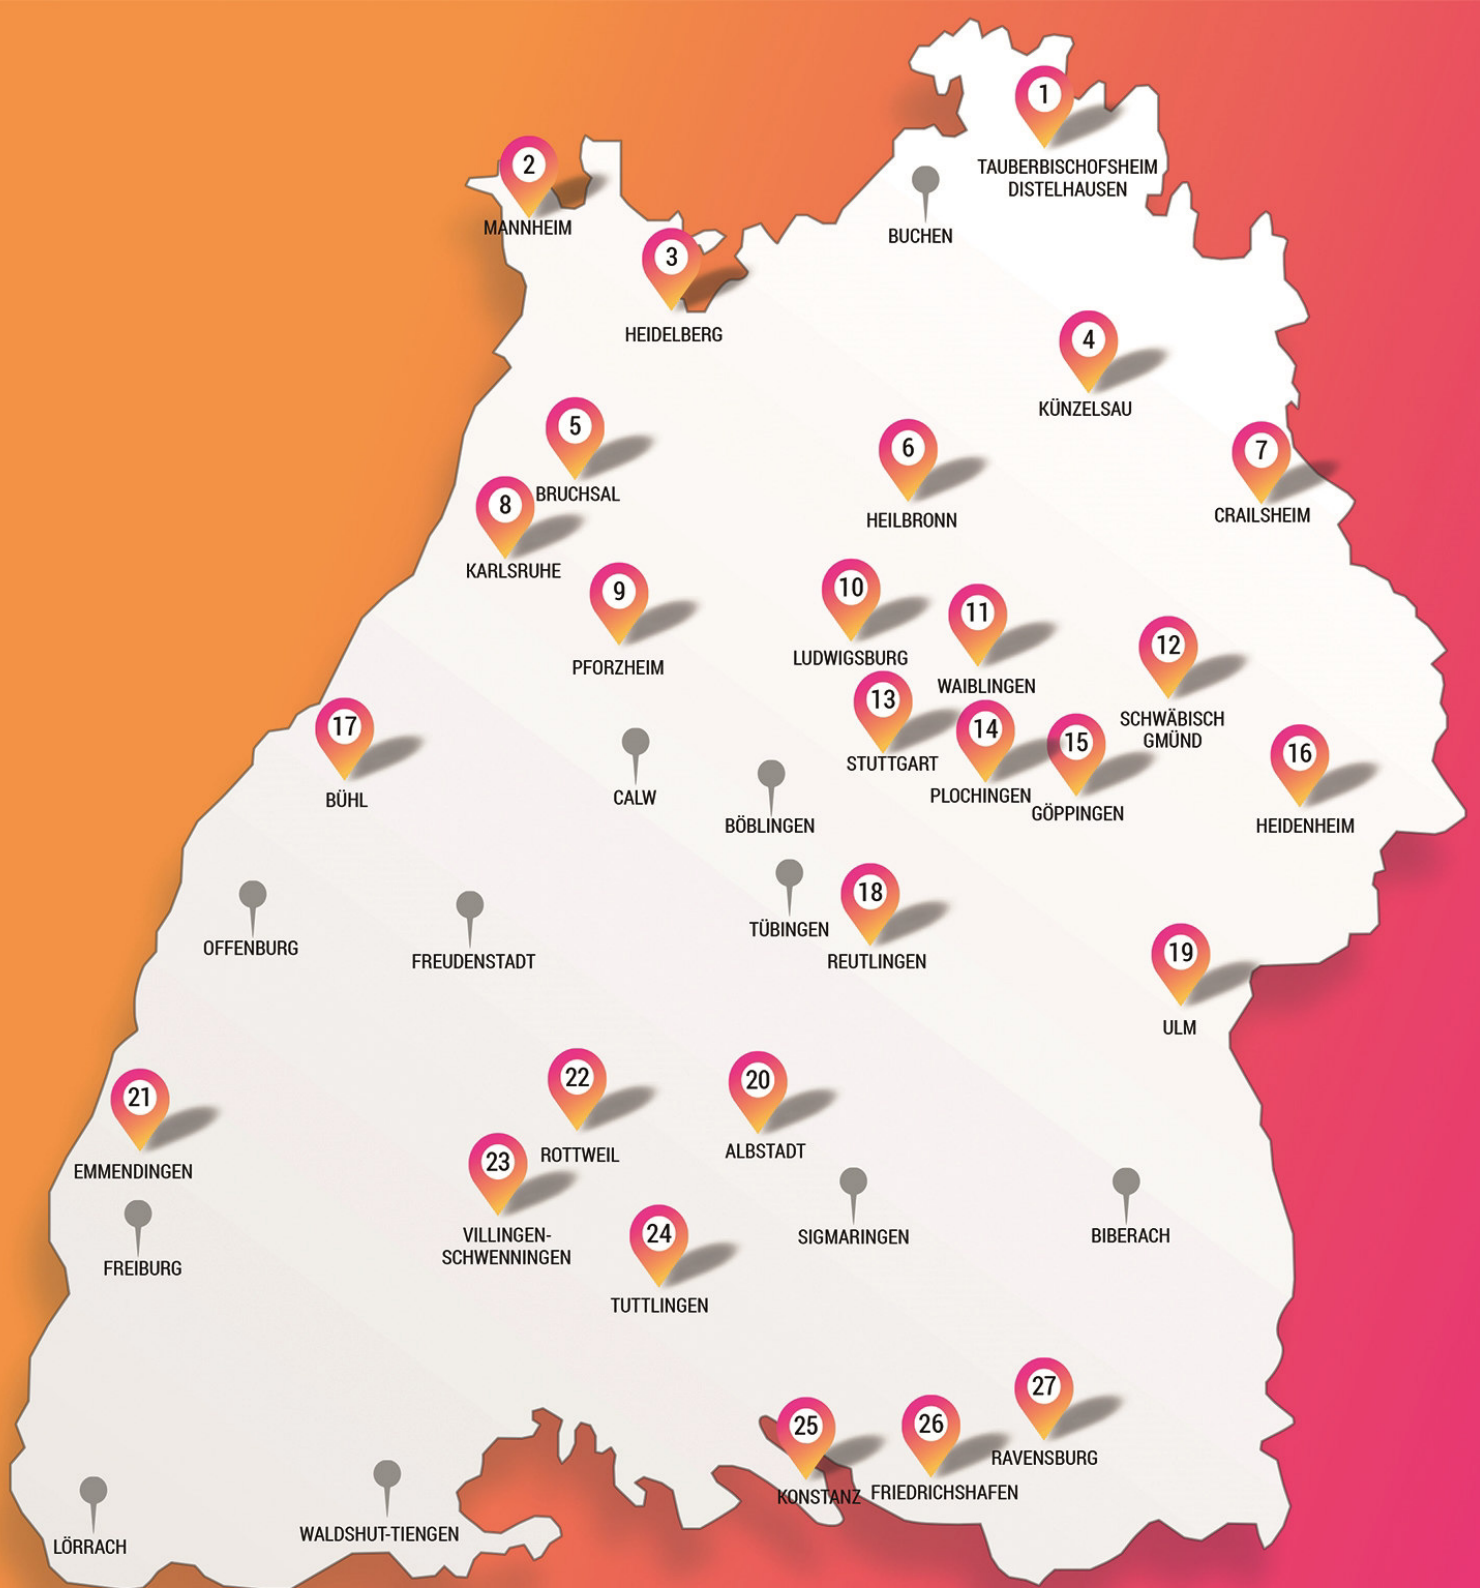 1
TAUBERBISCHOFSHEIM
DISTELHAUSEN
2
MANNHEIM
BUCHEN
3
HEIDELBERG
4
KÜNZELSAU
5
BRUCHSAL
6
HEILBRONN
7
CRAILSHEIM
8
KARLSRUHE
9
PFORZHEIM
10
LUDWIGSBURG
11
WAIBLINGEN
12
SCHWÄBISCH
GMÜND
13
STUTTGART
14
PLOCHINGEN
15
GÖPPINGEN
16
HEIDENHEIM
17
BÜHL
CALW
BÖBLINGEN
TÜBINGEN
18
REUTLINGEN
OFFENBURG
FREUDENSTADT
19
ULM
20
ALBSTADT
21
EMMENDINGEN
22
ROTTWEIL
23
VILLINGEN-
SCHWENNINGEN
FREIBURG
24
TUTTLINGEN
SIGMARINGEN
BIBERACH
25
KONSTANZ
26
FRIEDRICHSHAFEN
27
RAVENSBURG
LÖRRACH
WALDSHUT-TIENGEN